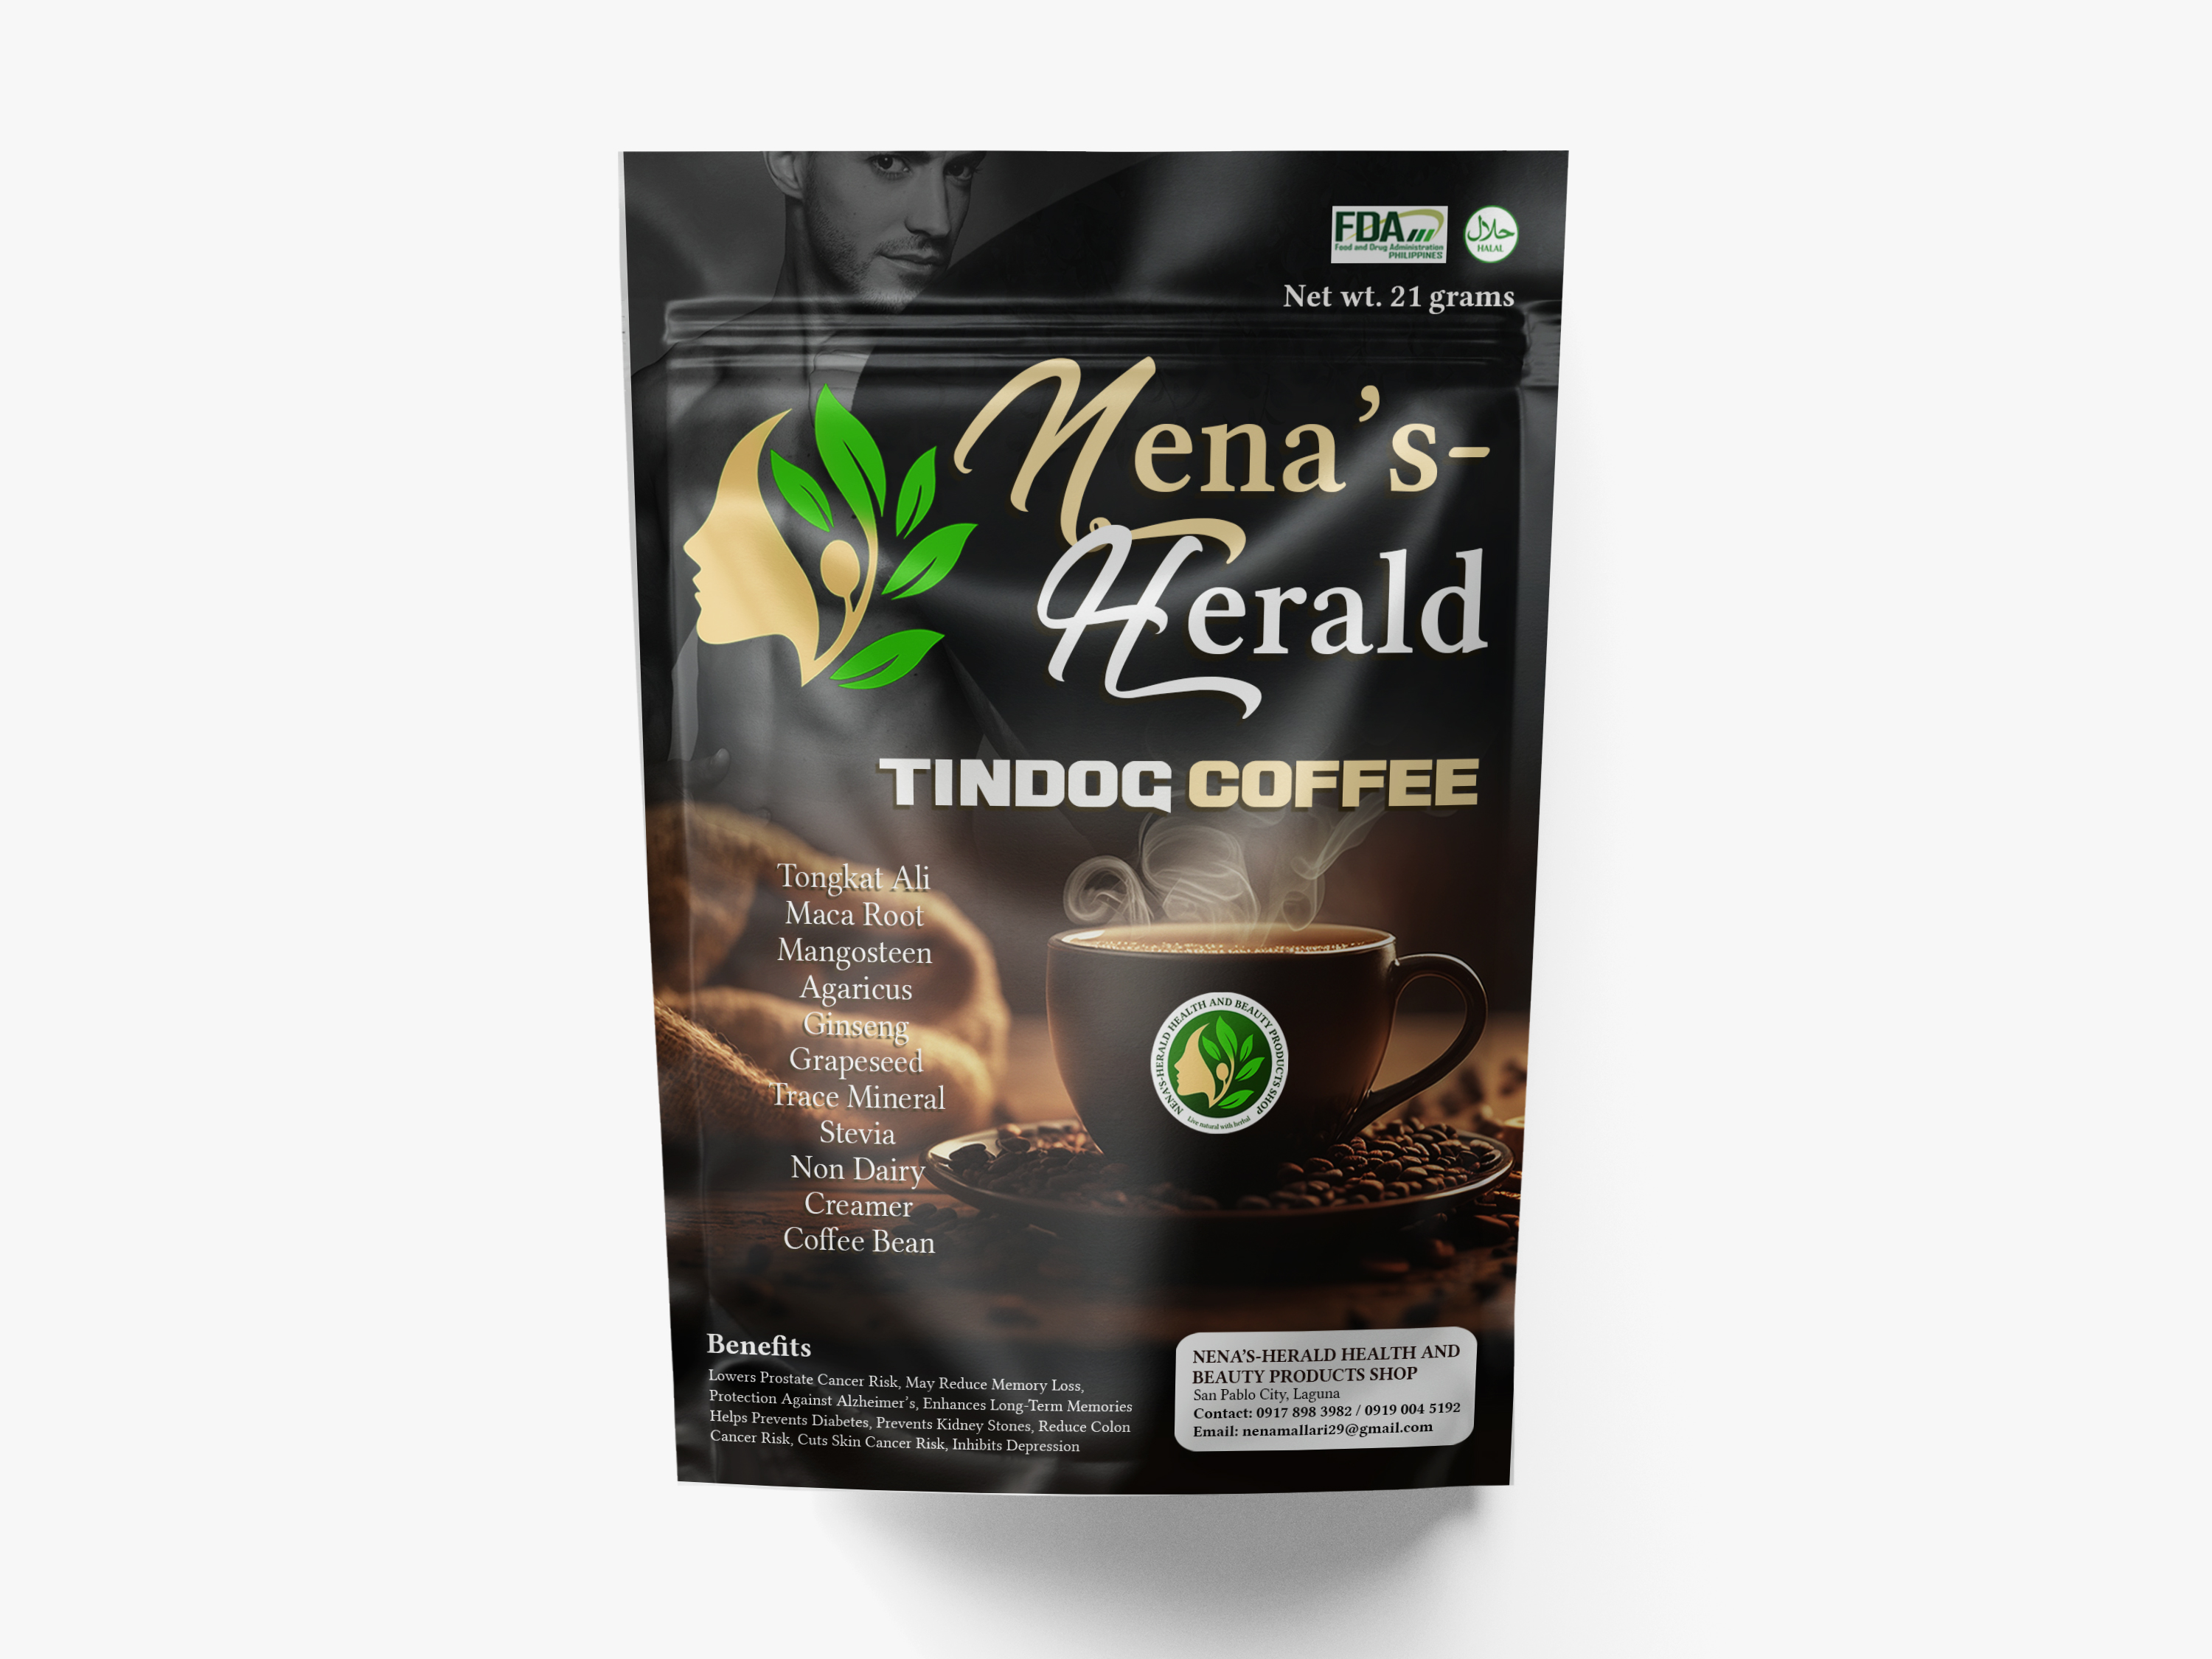 FDA
Food and Drug Administration
PHILIPPINES
حلال
HALAL
Net wt. 21 grams
Nena's-
Herald
TINDOG COFFEE
Tongkat Ali
Maca Root
Mangosteen
Agaricus
Ginseng
Grapeseed
Trace Mineral
Stevia
Non Dairy
Creamer
Coffee Bean
NENA'S-HERALD HEALTH AND BEAUTY PRODUCTS SHOP
Live natural with herbal
Benefits
Lowers Prostate Cancer Risk, May Reduce Memory Loss,
Protection Against Alzheimer's, Enhances Long-Term Memories
Helps Prevents Diabetes, Prevents Kidney Stones, Reduce Colon
Cancer Risk, Cuts Skin Cancer Risk, Inhibits Depression
NENA'S-HERALD HEALTH AND
BEAUTY PRODUCTS SHOP
San Pablo City, Laguna
Contact: 0917 898 3982 / 0919 004 5192
Email: nenamallari29@gmail.com